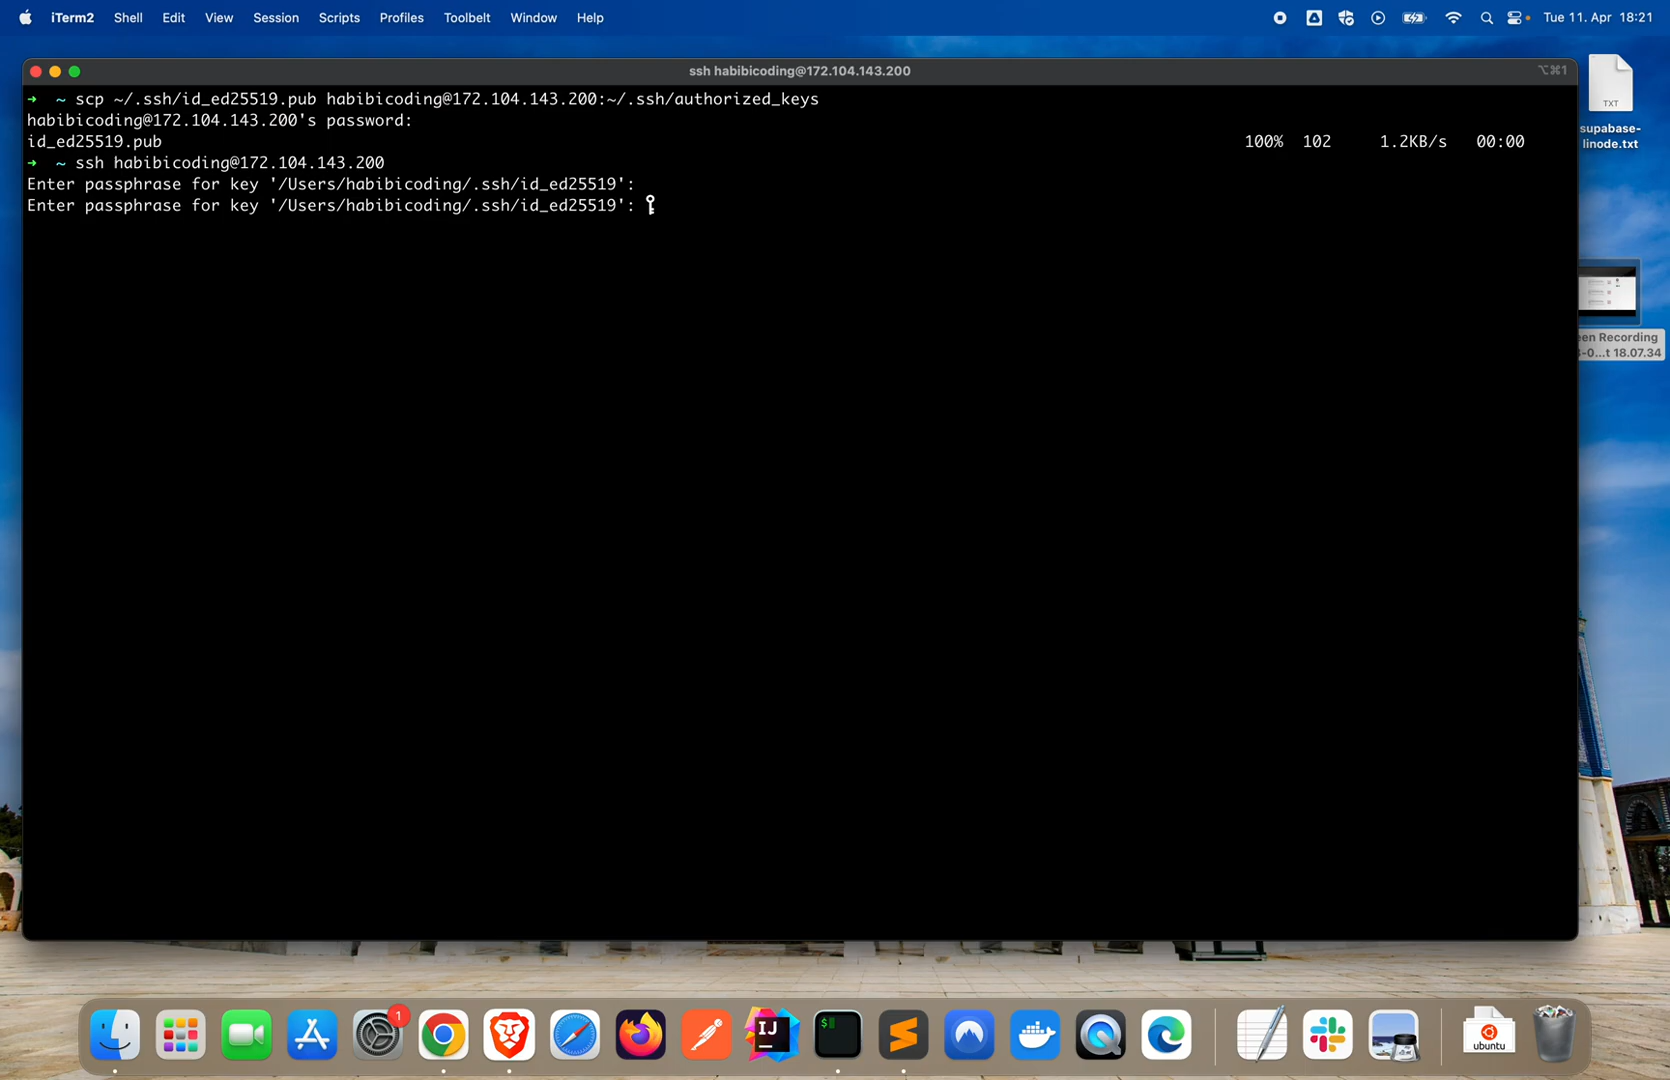 iTerm2 Shell Edit View Session Scripts Profiles Toolbelt Window Help Tue 11. Apr 18:21
ssh habibicoding@172.104.143.200 ⌥⌘1
→ ~ scp ~/.ssh/id_ed25519.pub habibicoding@172.104.143.200:~/.ssh/authorized_keys
habibicoding@172.104.143.200's password:
id_ed25519.pub 100% 102 1.2KB/s 00:00
→ ~ ssh habibicoding@172.104.143.200
Enter passphrase for key '/Users/habibicoding/.ssh/id_ed25519':
Enter passphrase for key '/Users/habibicoding/.ssh/id_ed25519':
TXT
supabase-
linode.txt
een Recording
-0...t 18.07.34
1
IJ
$
ubuntu